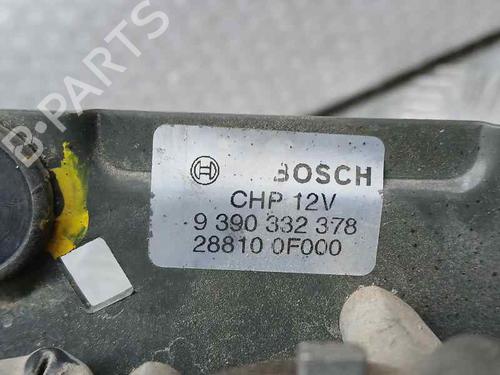 BOSCH
CHP 12V
9 390 332 378
28810 0F000
B-PARTS